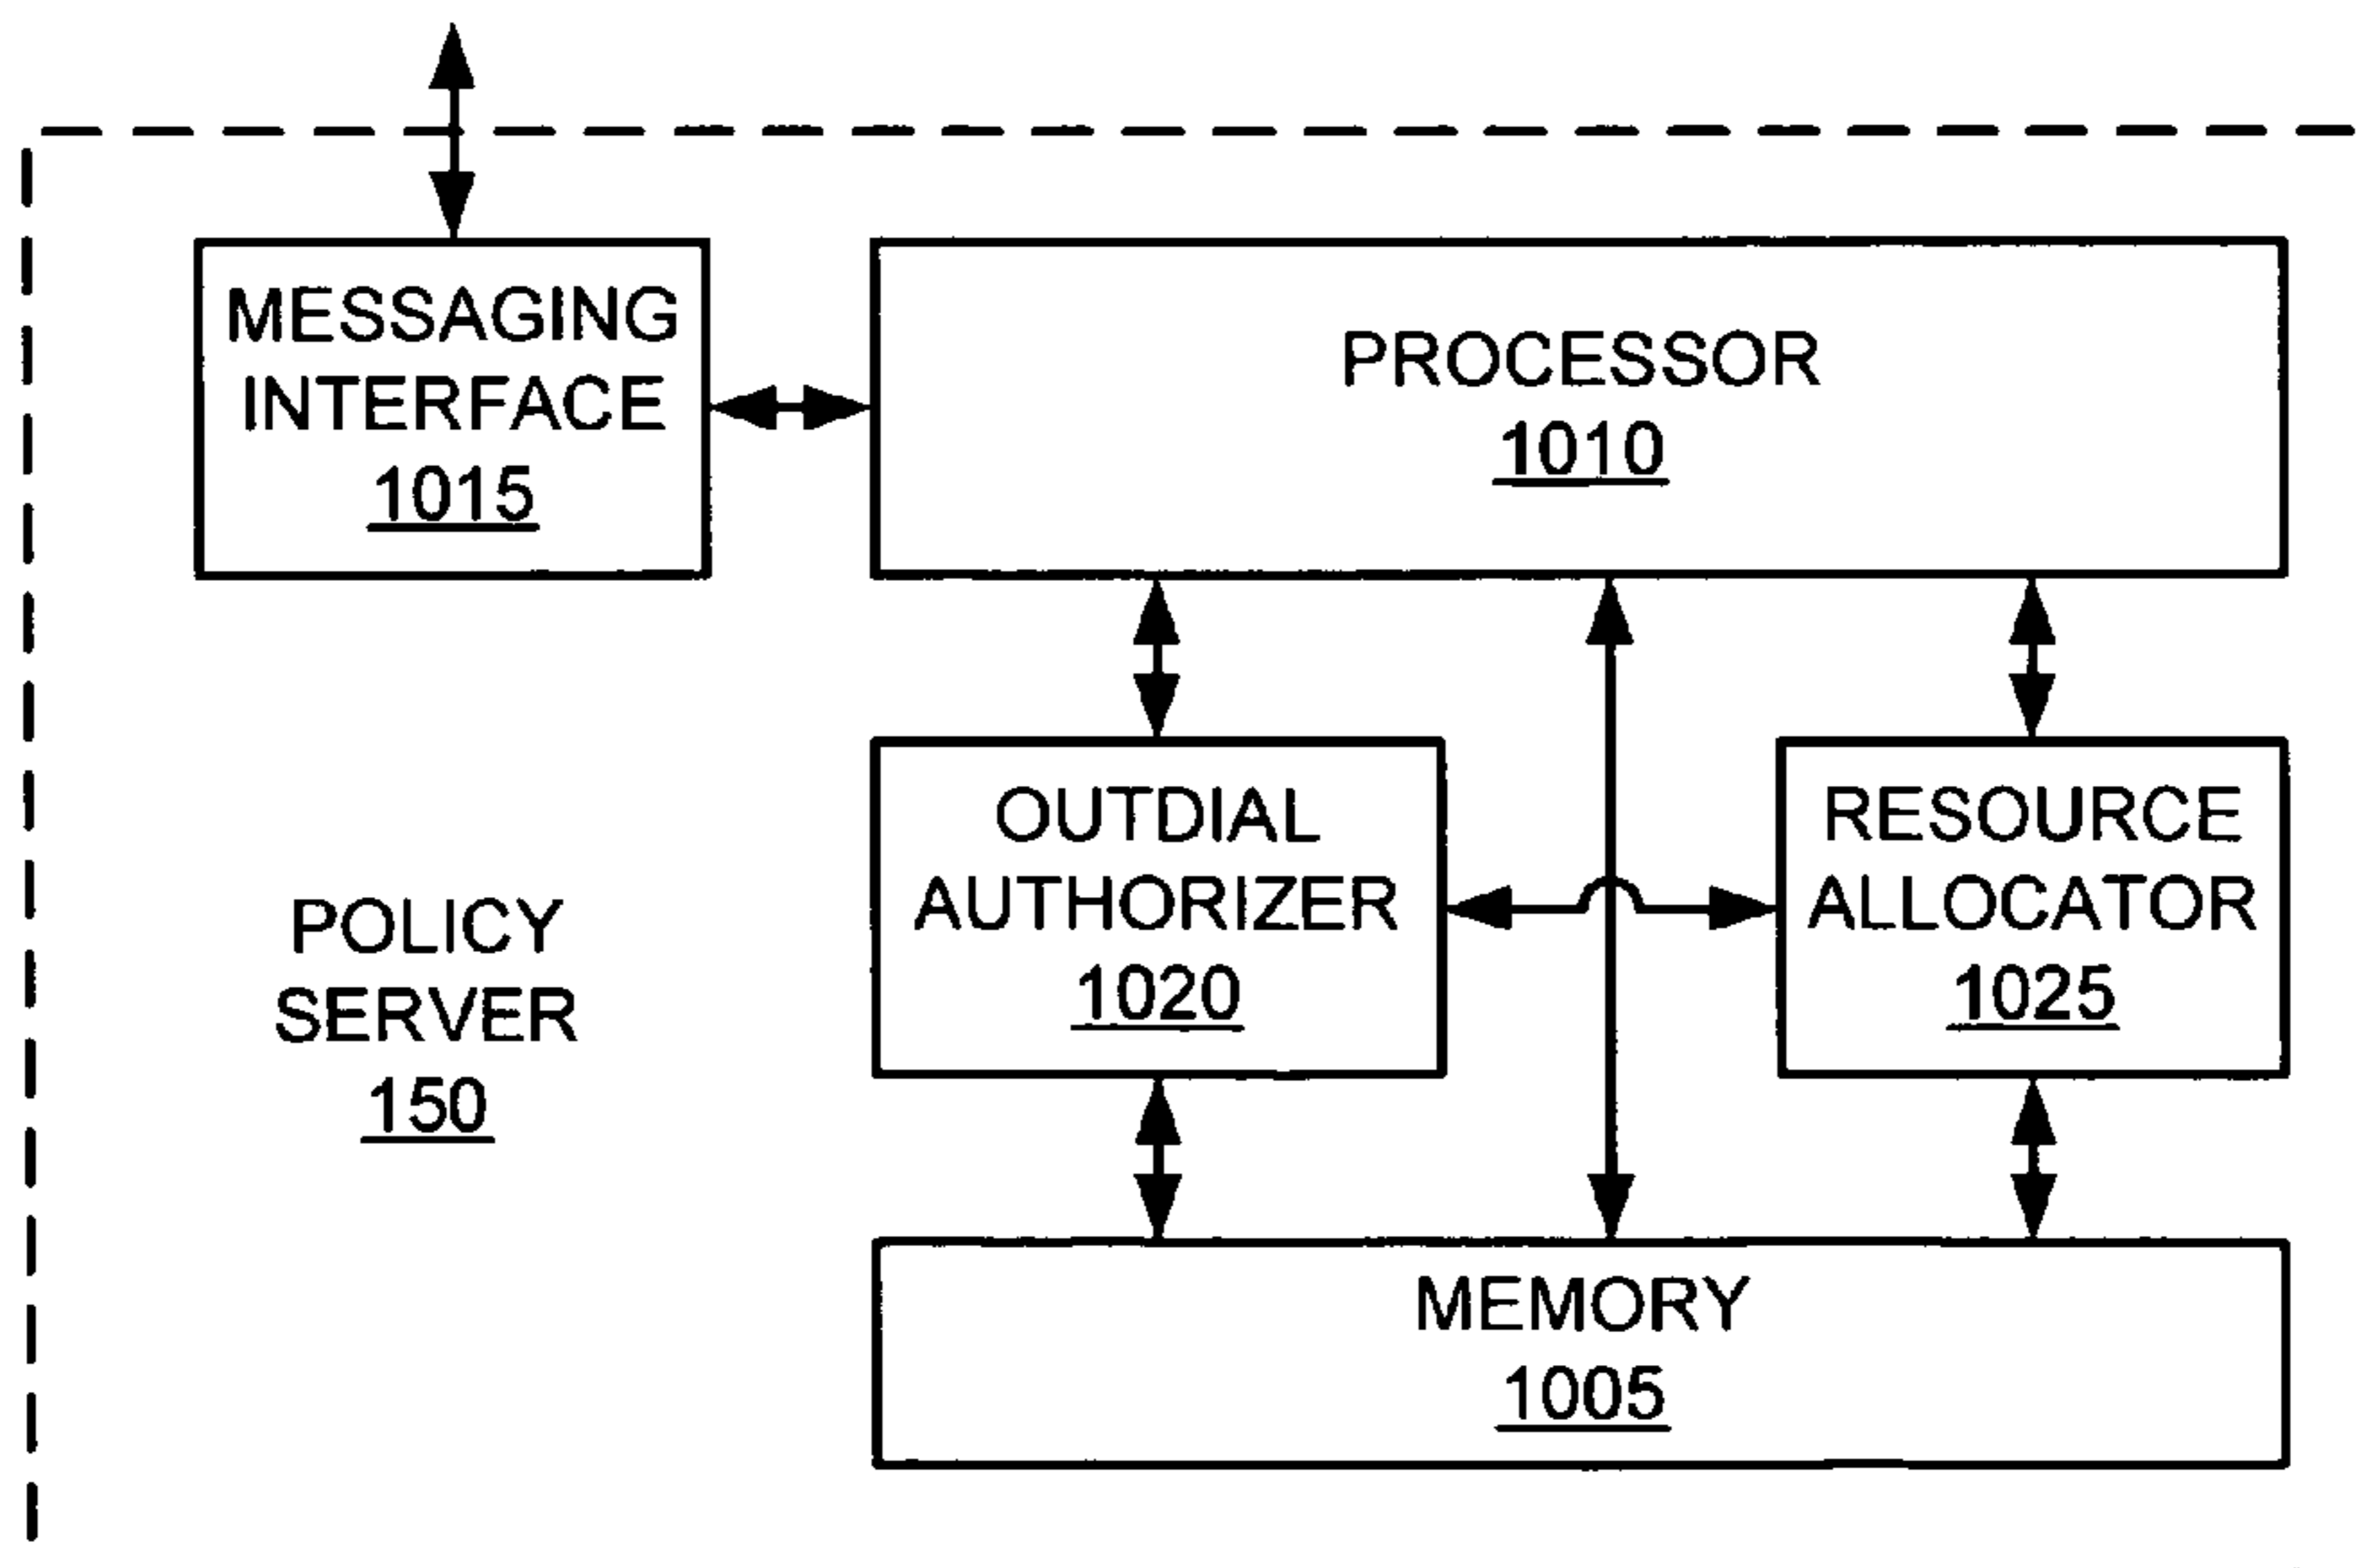 MESSAGING
INTERFACE
1015
PROCESSOR
1010
OUTDIAL
AUTHORIZER
1020
RESOURCE
ALLOCATOR
1025
POLICY
SERVER
150
MEMORY
1005